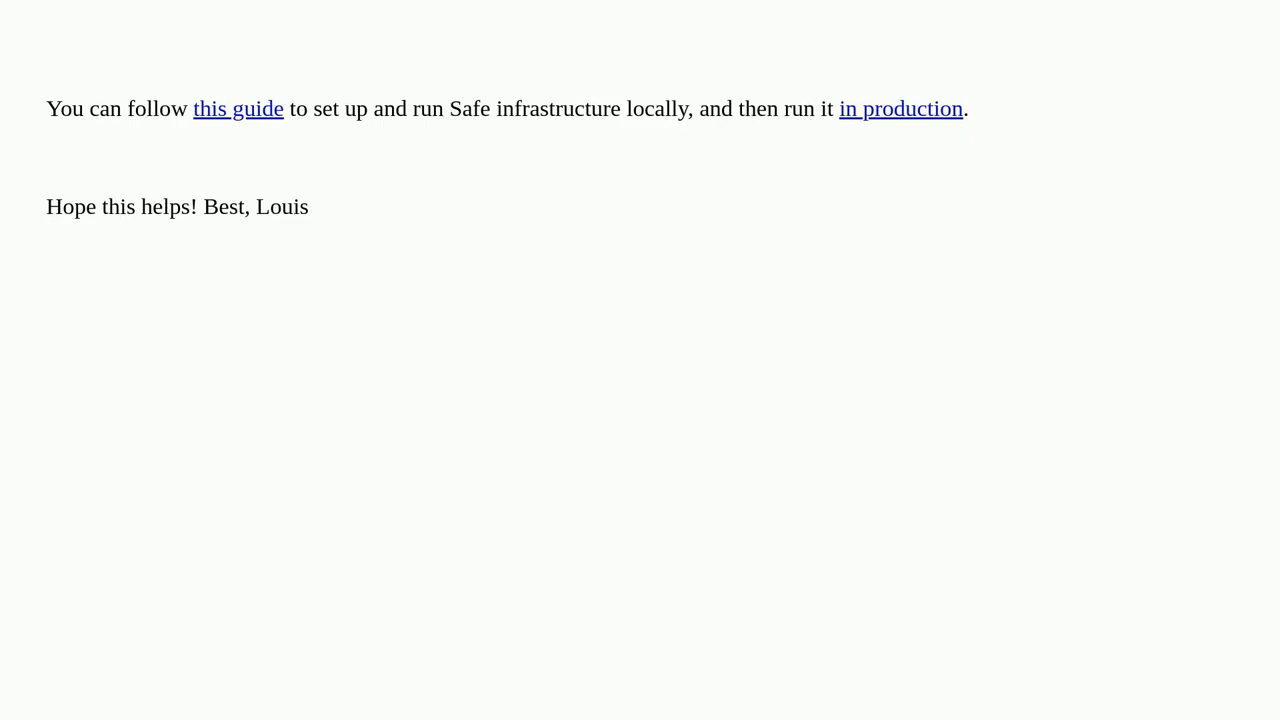 You can follow this guide to set up and run Safe infrastructure locally, and then run it in production.
Hope this helps! Best, Louis